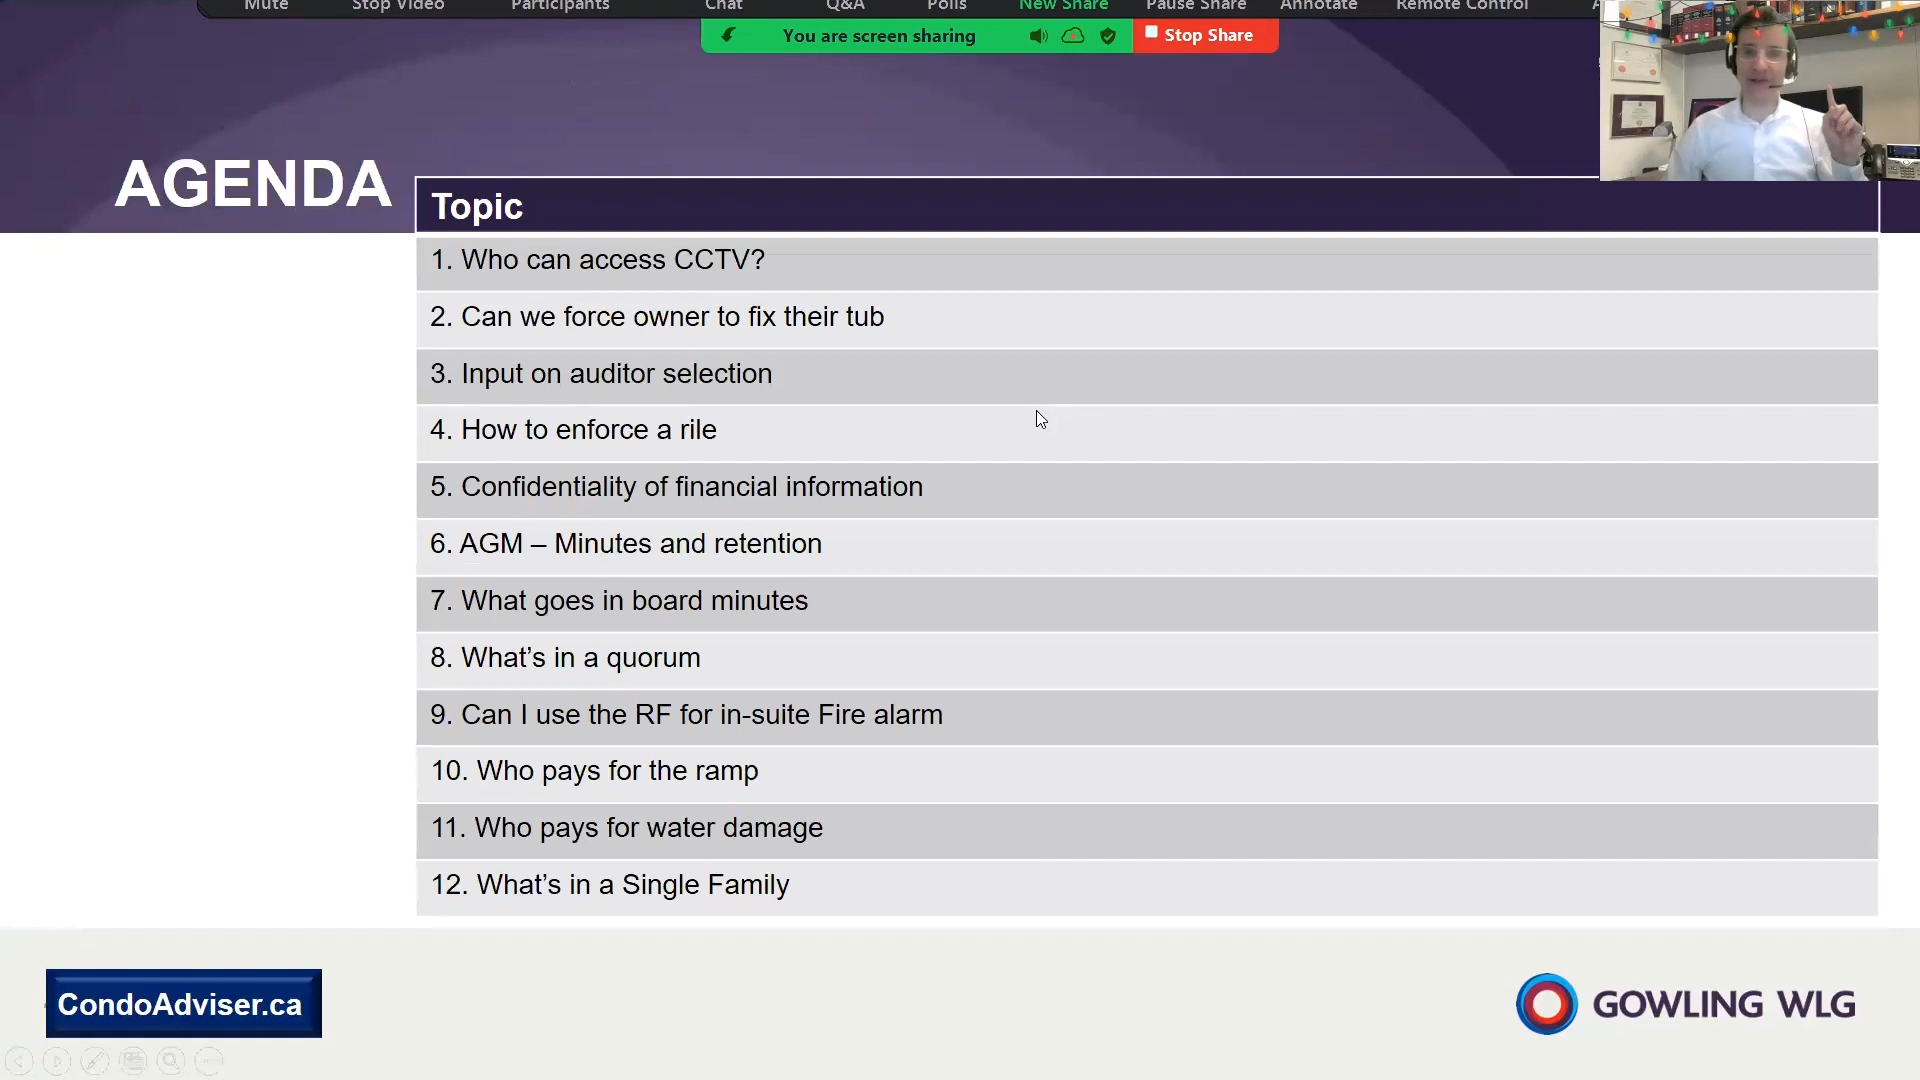 Mute Stop Video Participants Chat Q&A Polls New Share Pause Share Annotate Remote Control
You are screen sharing Stop Share
AGENDA
Topic
1. Who can access CCTV?
2. Can we force owner to fix their tub
3. Input on auditor selection
4. How to enforce a rile
5. Confidentiality of financial information
6. AGM – Minutes and retention
7. What goes in board minutes
8. What's in a quorum
9. Can I use the RF for in-suite Fire alarm
10. Who pays for the ramp
11. Who pays for water damage
12. What's in a Single Family
CondoAdviser.ca
GOWLING WLG